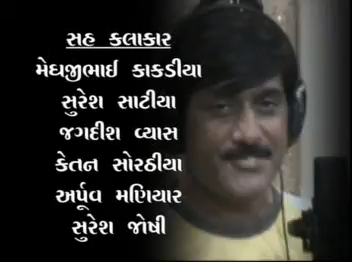 સહ કલાકાર
મેઘજીભાઈ કાકડીયા
સુરેશ સાટીયા
જગદીશ વ્યાસ
કેતન સોરઠીયા
અર્પૂવ મણિયાર
સુરેશ જોષી